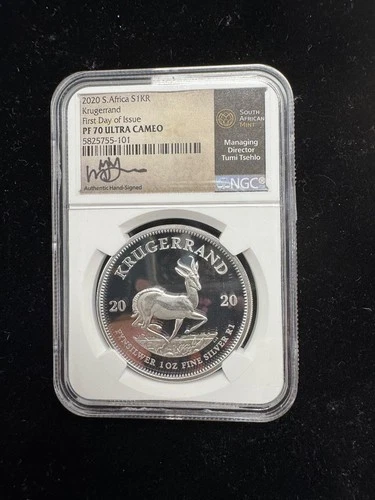 2020 S.Africa S1KR
Krugerrand
First Day of Issue
PF 70 ULTRA CAMEO
5825755-101
Authentic Hand-Signed
SOUTH
AFRICAN
MINT
Managing
Director
Tumi Tsehlo
NGC®
KRUGERRAND
20 20
FYNSILWER 1 OZ FINE SILVER R1